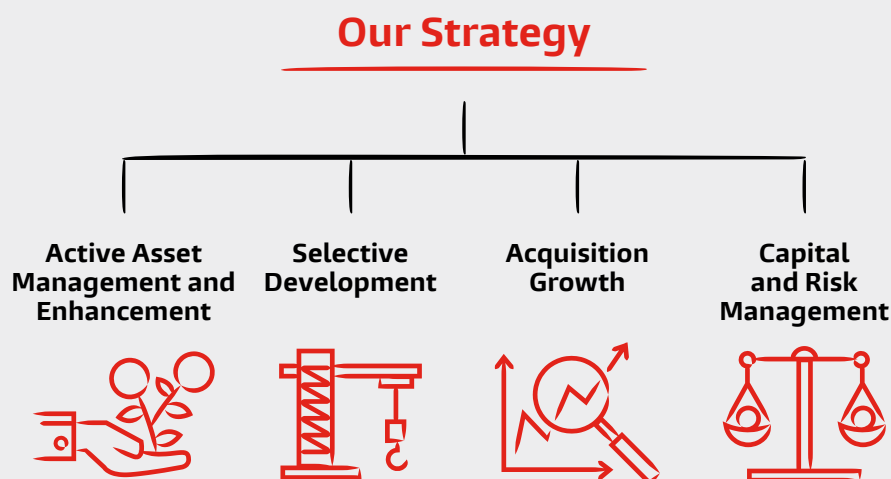 Our Strategy
Active Asset
Management and
Enhancement
Selective
Development
Acquisition
Growth
Capital
and Risk
Management